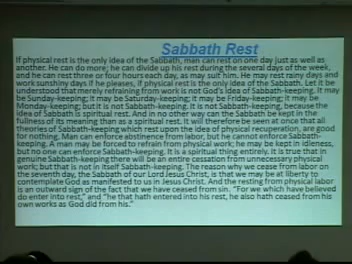 Sabbath Rest
If physical rest is the only idea of the Sabbath, man can rest on one day just as well as
another. He can do more; he can divide up his rest during the several days of the week,
and he can rest three or four hours each day, as may suit him. He may rest rainy days and
work sunshiny days if he pleases, if physical rest is the only idea of the Sabbath. Let it be
understood that merely refraining from work is not God's idea of Sabbath-keeping. It may
be Sunday-keeping; it may be Saturday-keeping; it may be Friday-keeping; it may be
Monday-keeping; but it is not Sabbath-keeping. It is not Sabbath-keeping, because the
idea of Sabbath is spiritual rest. And in no other way can the Sabbath be kept in the
fullness of its meaning than as a spiritual rest. It will therefore be seen at once that all
theories of Sabbath-keeping which rest upon the idea of physical recuperation, are good
for nothing. Man can enforce abstinence from labor, but he cannot enforce Sabbath-
keeping. A man may be forced to refrain from physical work; he may be kept in idleness,
but no one can enforce Sabbath-keeping. It is a spiritual thing entirely. It is true that in
genuine Sabbath-keeping there will be an entire cessation from unnecessary physical
work; but that is not in itself Sabbath-keeping. The reason why we cease from labor on
the seventh day, the Sabbath of our Lord Jesus Christ, is that we may be at liberty to
contemplate God as manifested to us in Jesus Christ. And the resting from physical labor
is an outward sign of the fact that we have ceased from sin. "For we which have believed
do enter into rest," and "he that hath entered into his rest, he also hath ceased from his
own works as God did from his."